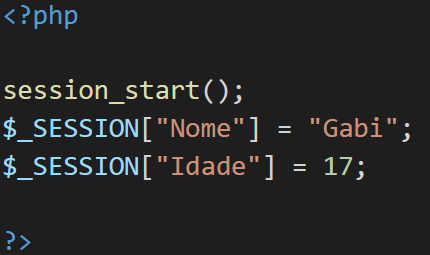 <?php
session_start();
$_SESSION["Nome"] = "Gabi";
$_SESSION["Idade"] = 17;
?>